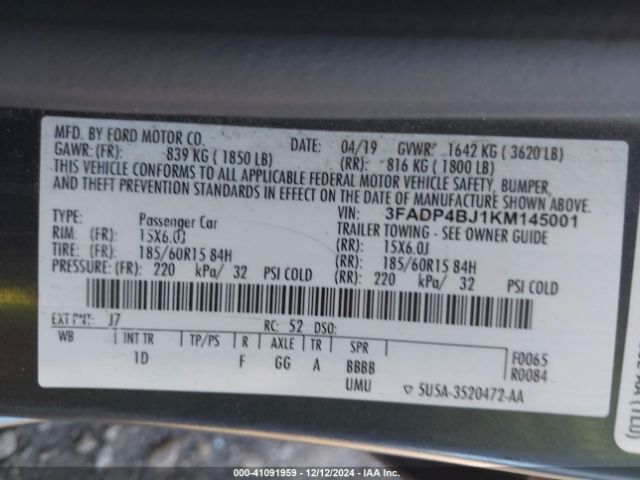 MFD. BY FORD MOTOR CO. DATE: 04/19 GVWR: 1642 KG ( 3620 LB)
GAWR: (FR): 839 KG ( 1850 LB) (RR): 816 KG ( 1800 LB)
THIS VEHICLE CONFORMS TO ALL APPLICABLE FEDERAL MOTOR VEHICLE SAFETY, BUMPER,
AND THEFT PREVENTION STANDARDS IN EFFECT ON THE DATE OF MANUFACTURE SHOWN ABOVE.
VIN: 3FADP4BJ1KM145001
TYPE: Passenger Car TRAILER TOWING - SEE OWNER GUIDE
RIM: (FR): 15X6.0J (RR): 15X6.0J
TIRE: (FR): 185/60R15 84H (RR): 185/60R15 84H
PRESSURE: (FR): 220 kPa/ 32 PSI COLD (RR): 220 kPa/ 32 PSI COLD
EXT PNT: J7 RC: 52 DSO:
WB INT TR TP/PS R AXLE TR SPR
1D F GG A BBBB
UMU
F0065
R0084
▽ 5U5A-3520472-AA
000-41091959 - 12/12/2024 - IAA Inc.